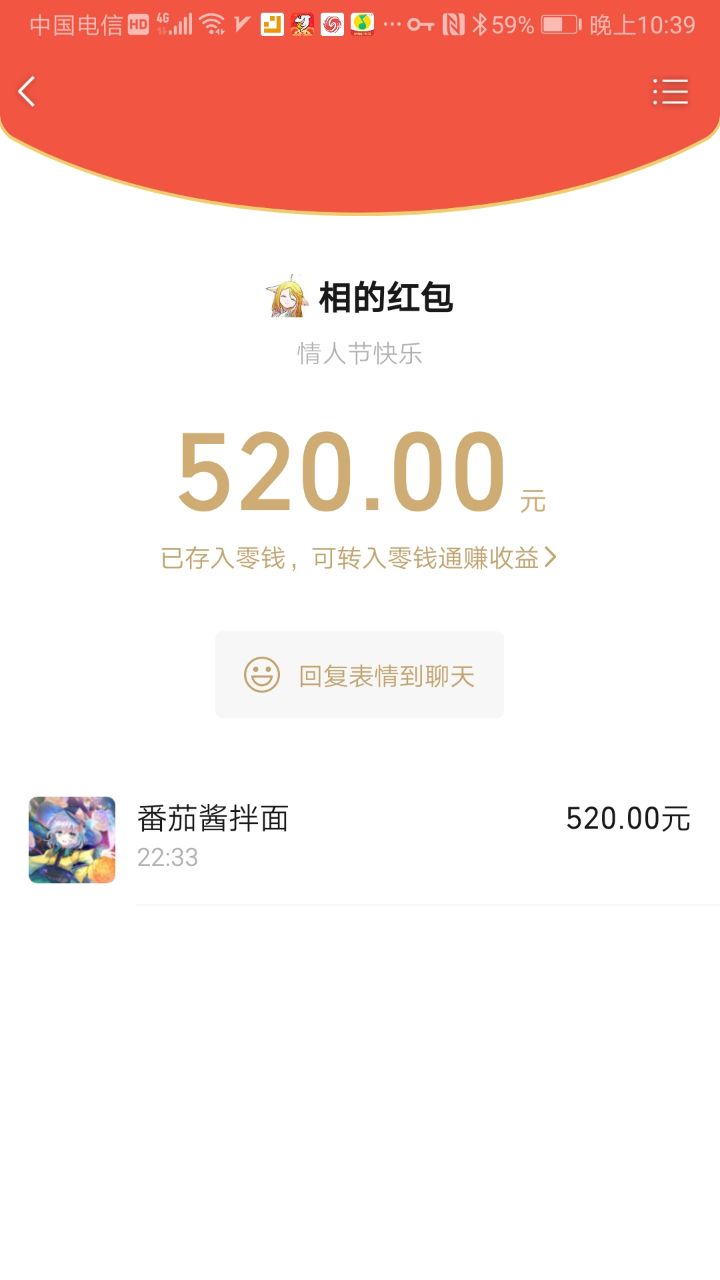 中国电信 HD 4G 59% 晚上10:39
相的红包
情人节快乐
520.00 元
已存入零钱，可转入零钱通赚收益
回复表情到聊天
番茄酱拌面 520.00元
22:33